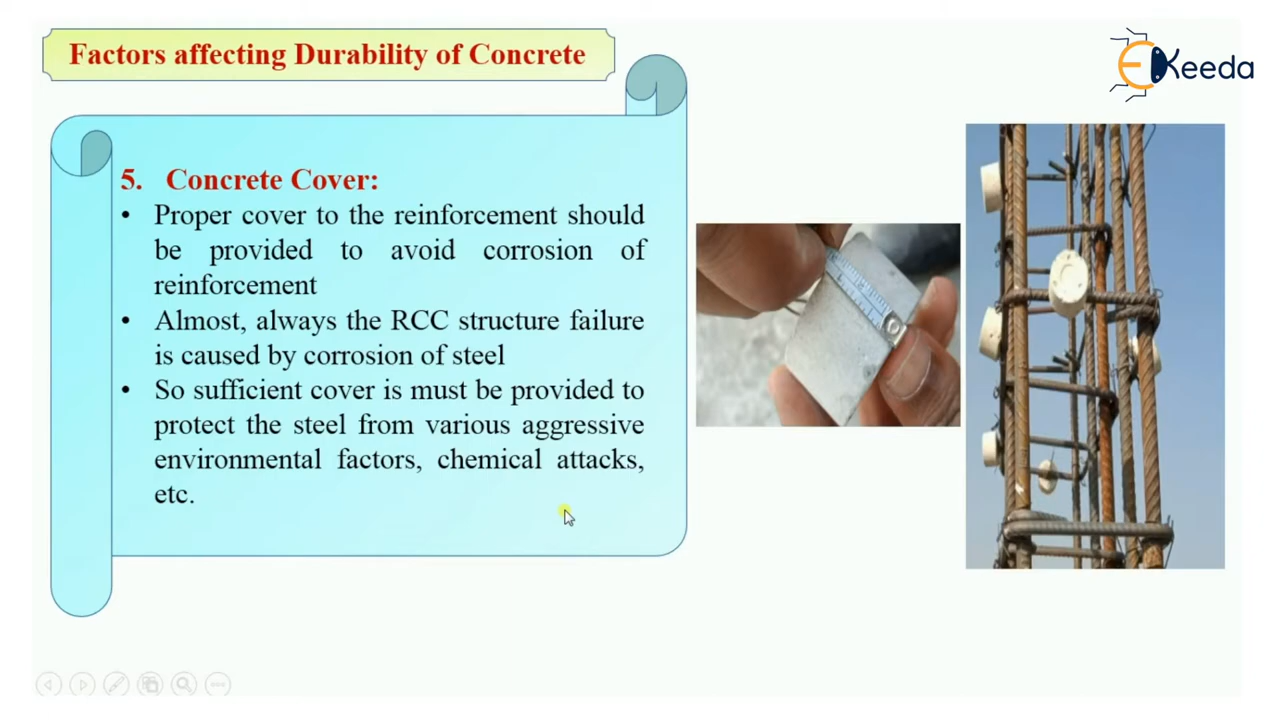 Factors affecting Durability of Concrete
EKeeda
5. Concrete Cover:
• Proper cover to the reinforcement should
be provided to avoid corrosion of
reinforcement
• Almost, always the RCC structure failure
is caused by corrosion of steel
• So sufficient cover is must be provided to
protect the steel from various aggressive
environmental factors, chemical attacks,
etc.